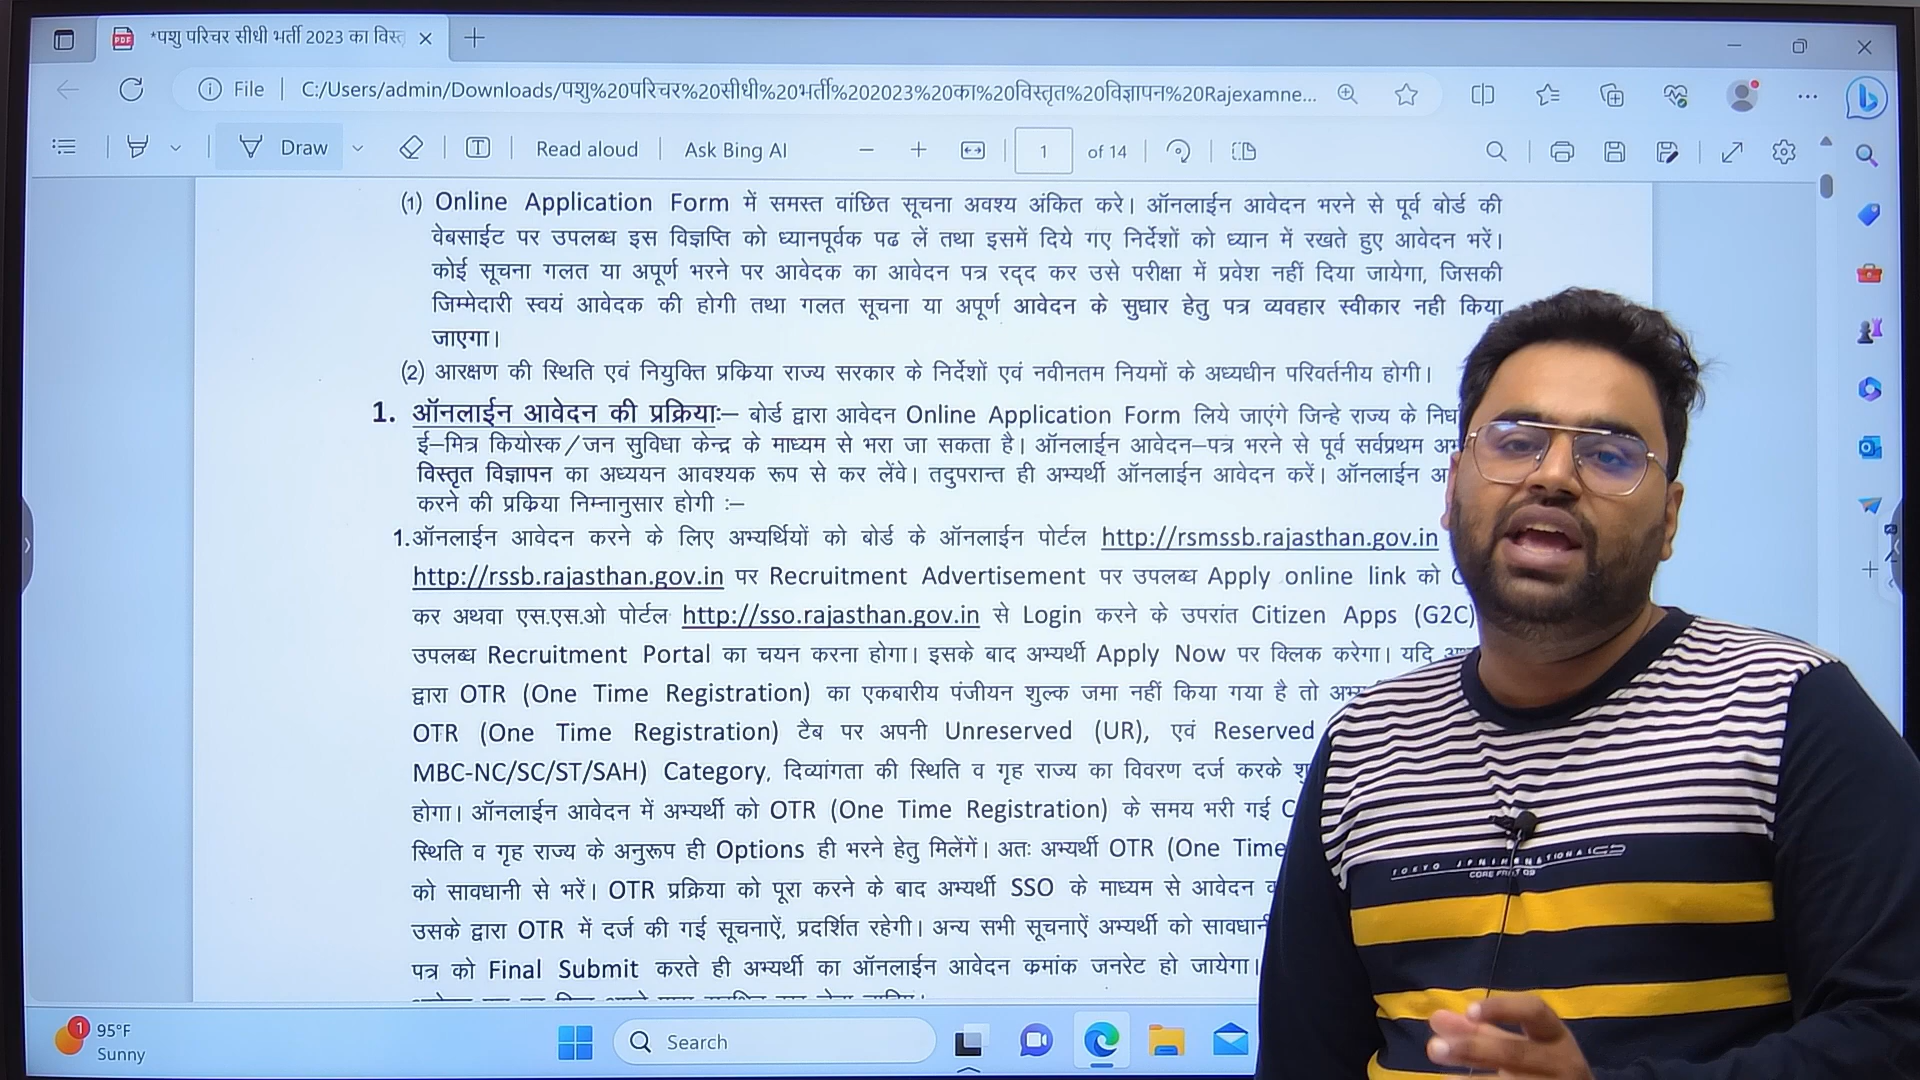 *पशु परिचर सीधी भर्ती 2023 का विस्तृ
File
C:/Users/admin/Downloads/पशु%20परिचर%20सीधी%20भर्ती%202023%20का%20विस्तृत%20विज्ञापन%20Rajexamne...
Draw
Read aloud
Ask Bing AI
1
of 14
(1) Online Application Form में समस्त वांछित सूचना अवश्य अंकित करे। ऑनलाईन आवेदन भरने से पूर्व बोर्ड की
वेबसाईट पर उपलब्ध इस विज्ञप्ति को ध्यानपूर्वक पढ लें तथा इसमें दिये गए निर्देशों को ध्यान में रखते हुए आवेदन भरें।
कोई सूचना गलत या अपूर्ण भरने पर आवेदक का आवेदन पत्र रद्द कर उसे परीक्षा में प्रवेश नहीं दिया जायेगा, जिसकी
जिम्मेदारी स्वयं आवेदक की होगी तथा गलत सूचना या अपूर्ण आवेदन के सुधार हेतु पत्र व्यवहार स्वीकार नही किया
जाएगा।
(2) आरक्षण की स्थिति एवं नियुक्ति प्रकिया राज्य सरकार के निर्देशों एवं नवीनतम नियमों के अध्यधीन परिवर्तनीय होगी।
1. ऑनलाईन आवेदन की प्रक्रियाः– बोर्ड द्वारा आवेदन Online Application Form लिये जाएंगे जिन्हे राज्य के
ई–मित्र कियोस्क/जन सुविधा केन्द्र के माध्यम से भरा जा सकता है। ऑनलाईन आवेदन–पत्र भरने से पूर्व सर्वप्रथम
विस्तृत विज्ञापन का अध्ययन आवश्यक रूप से कर लेंवे। तदुपरान्त ही अभ्यर्थी ऑनलाईन आवेदन करें। ऑनलाईन
करने की प्रकिया निम्नानुसार होगी :–
1.ऑनलाईन आवेदन करने के लिए अभ्यर्थियों को बोर्ड के ऑनलाईन पोर्टल http://rsmssb.rajasthan.gov.in
http://rssb.rajasthan.gov.in पर Recruitment Advertisement पर उपलब्ध Apply online link को
कर अथवा एस.एस.ओ पोर्टल http://sso.rajasthan.gov.in से Login करने के उपरांत Citizen Apps (G2C)
उपलब्ध Recruitment Portal का चयन करना होगा। इसके बाद अभ्यर्थी Apply Now पर क्लिक करेगा। यदि
द्वारा OTR (One Time Registration) का एकबारीय पंजीयन शुल्क जमा नहीं किया गया है तो
OTR (One Time Registration) टैब पर अपनी Unreserved (UR), एवं Reserved
MBC-NC/SC/ST/SAH) Category, दिव्यांगता की स्थिति व गृह राज्य का विवरण दर्ज करके
होगा। ऑनलाईन आवेदन में अभ्यर्थी को OTR (One Time Registration) के समय भरी गई
स्थिति व गृह राज्य के अनुरूप ही Options ही भरने हेतु मिलेंगें। अतः अभ्यर्थी OTR (One Time
को सावधानी से भरें। OTR प्रक्रिया को पूरा करने के बाद अभ्यर्थी SSO के माध्यम से आवेदन
उसके द्वारा OTR में दर्ज की गई सूचनाऐं, प्रदर्शित रहेगी। अन्य सभी सूचनाऐं अभ्यर्थी को
पत्र को Final Submit करते ही अभ्यर्थी का ऑनलाईन आवेदन कमांक जनरेट हो जायेगा।
1
95°F
Sunny
Search
TOKYO